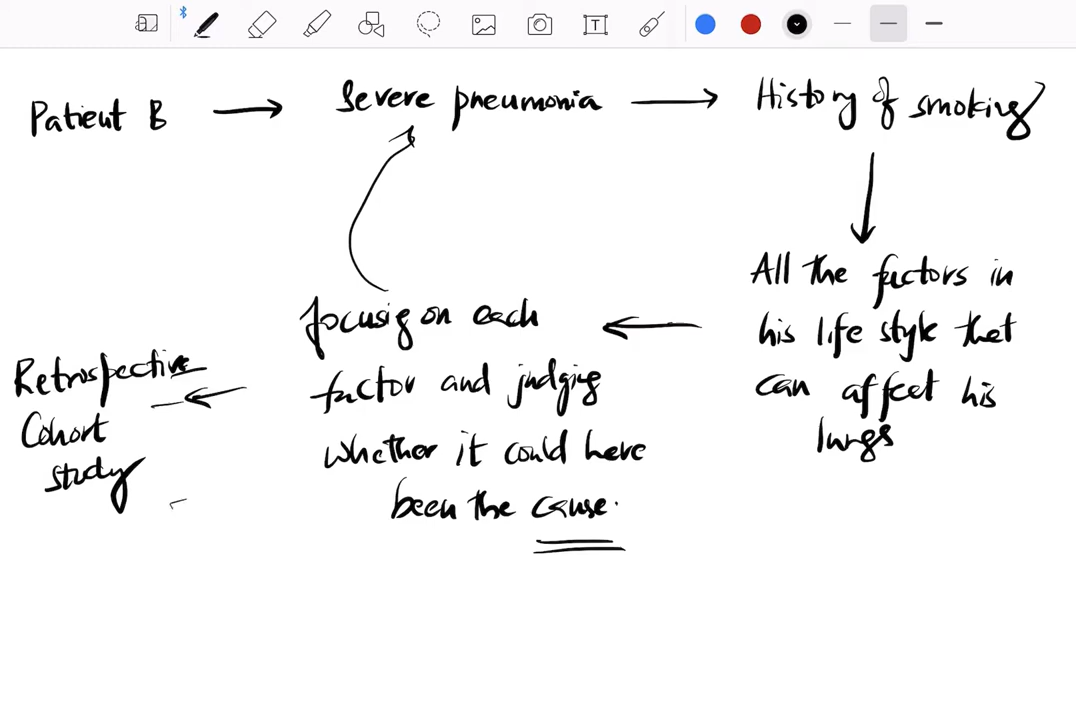 Patient B → Severe pneumonia → History of smoking
All the factors in
his life style that
can affect his
lungs
focusig on each
factor and judging
whether it could have
been the cause.
Retrospective
Cohort
study